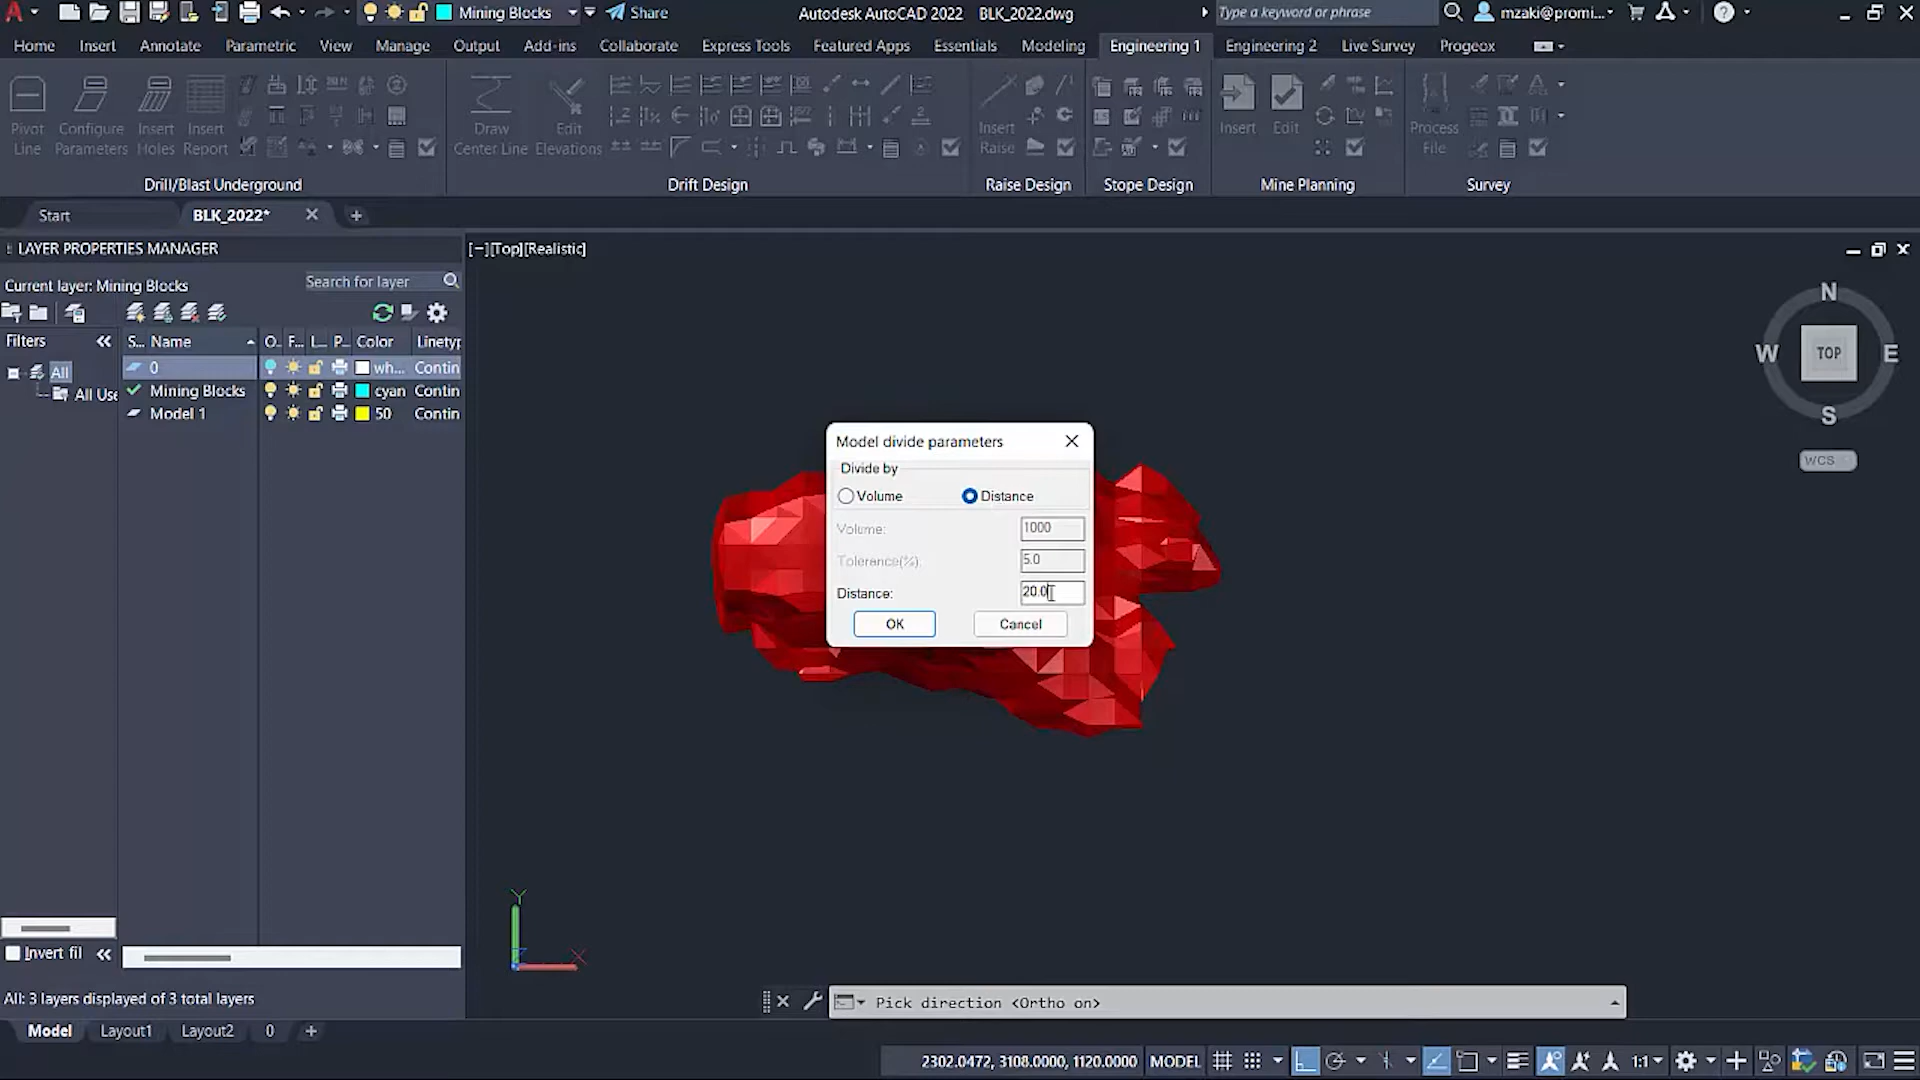 Mining Blocks
Share
Autodesk AutoCAD 2022 BLK_2022.dwg
Type a keyword or phrase
mzaki@promi...
Home Insert Annotate Parametric View Manage Output Add-ins Collaborate Express Tools Featured Apps Essentials Modeling Engineering 1 Engineering 2 Live Survey Progeox
Pivot Line
Configure Parameters
Insert Holes
Insert Report
Draw Center Line
Edit Elevations
Insert Raise
Insert
Edit
Process File
Drill/Blast Underground Drift Design Raise Design Stope Design Mine Planning Survey
Start BLK_2022*
LAYER PROPERTIES MANAGER
[−][Top][Realistic]
Current layer: Mining Blocks
Search for layer
Filters
S... Name O.. F... L... P.. Color Linetyp
All
All Use
0 wh... Contin
Mining Blocks cyan Contin
Model 1 50 Contin
N
W TOP E
S
WCS
Model divide parameters
Divide by
Volume Distance
Volume: 1000
Tolerance(%): 5.0
Distance: 20.0
OK Cancel
Y
X
Invert fil
All: 3 layers displayed of 3 total layers
Pick direction <Ortho on>
Model Layout1 Layout2 0 +
2302.0472, 3108.0000, 1120.0000 MODEL 1:1